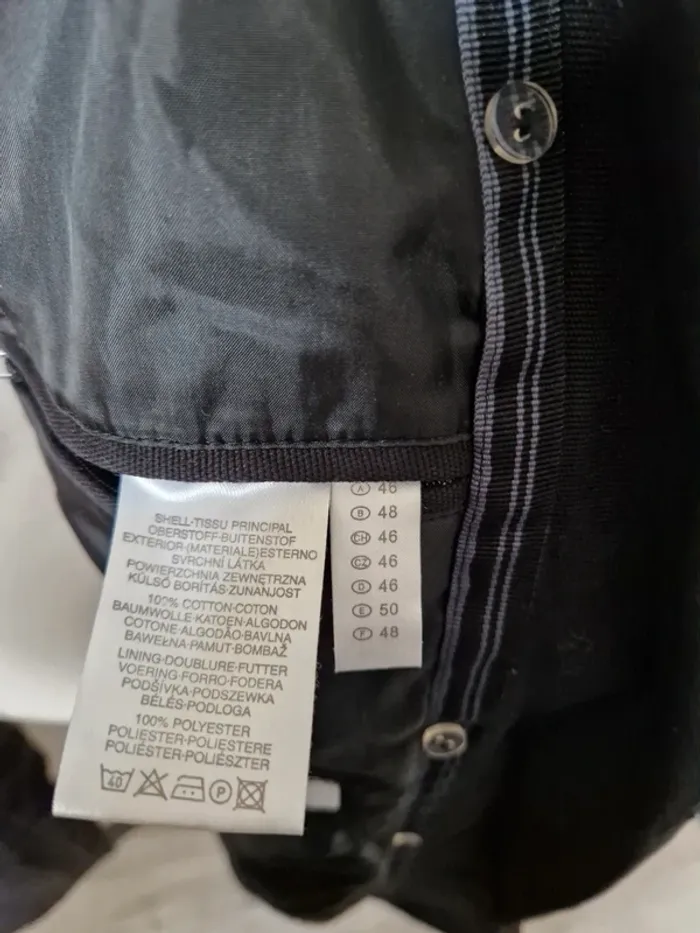 SHELL·TISSU PRINCIPAL
OBERSTOFF·BUITENSTOF
EXTERIOR·(MATERIALE)ESTERNO
SVRCHNÍ LÁTKA
POWIERZCHNIA ZEWNĘTRZNA
KÜLSŐ BORÍTÁS·ZUNANJOST
100% COTTON·COTON
BAUMWOLLE·KATOEN·ALGODON
COTONE·ALGODÃO·BAVLNA
BAWEŁNA·PAMUT·BOMBAŽ
LINING·DOUBLURE·FUTTER
VOERING·FORRO·FODERA
PODŠÍVKA·PODSZEWKA
BÉLÉS·PODLOGA
100% POLYESTER
POLIESTER·POLIESTERE
POLIÉSTER·POLIÉSZTER
40 P
A 46
B 48
CH 46
CZ 46
D 46
E 50
F 48